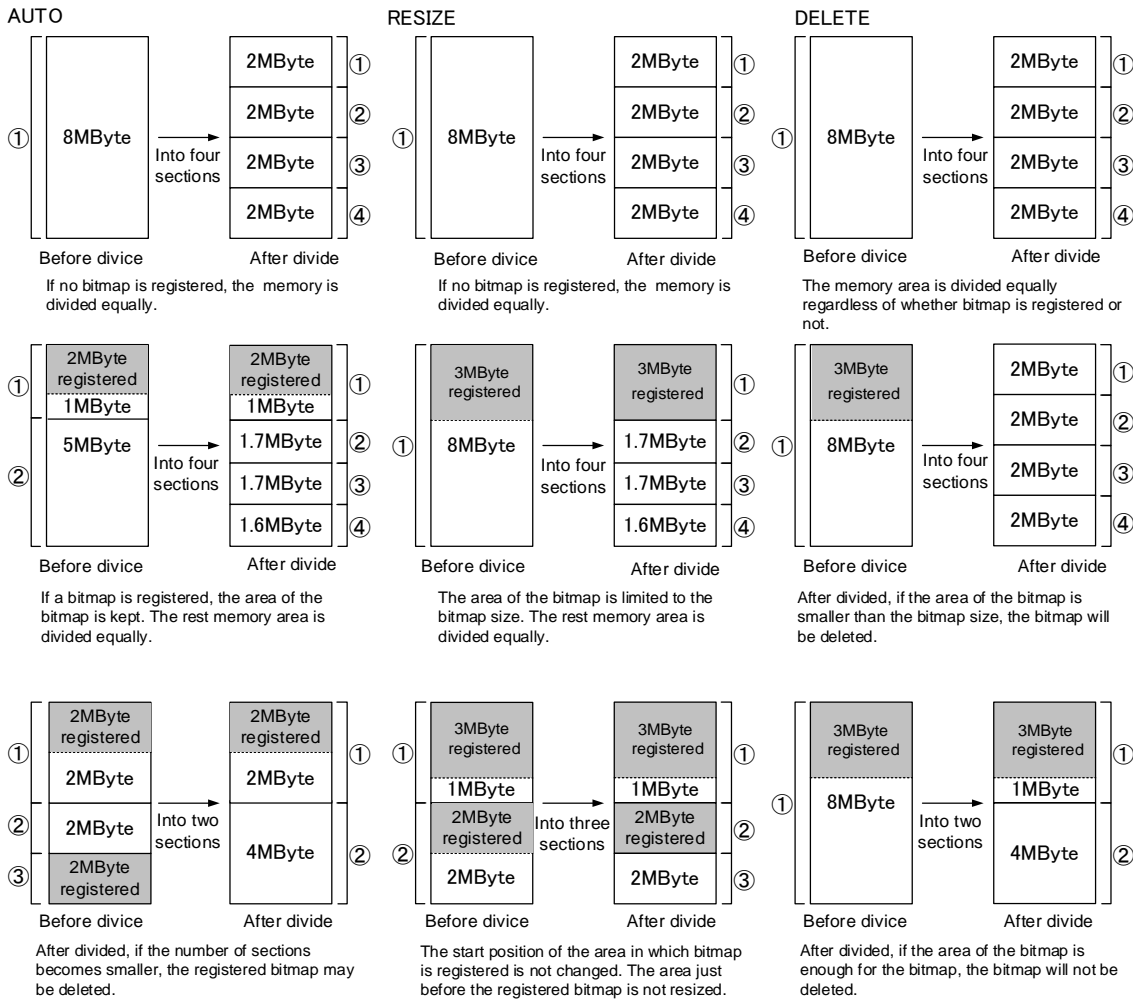 AUTO
①
8MByte
Into four
sections
2MByte
①
2MByte
②
2MByte
③
2MByte
④
Before divice
After divide
If no bitmap is registered, the memory is
divided equally.
①
2MByte
registered
1MByte
②
5MByte
Into four
sections
2MByte
registered
1MByte
①
1.7MByte
②
1.7MByte
③
1.6MByte
④
Before divice
After divide
If a bitmap is registered, the area of the
bitmap is kept. The rest memory area is
divided equally.
①
2MByte
registered
2MByte
②
2MByte
③
2MByte
registered
Into two
sections
2MByte
registered
2MByte
①
4MByte
②
Before divice
After divide
After divided, if the number of sections
becomes smaller, the registered bitmap may
be deleted.
RESIZE
①
8MByte
Into four
sections
2MByte
①
2MByte
②
2MByte
③
2MByte
④
Before divice
After divide
If no bitmap is registered, the memory is
divided equally.
①
3MByte
registered
8MByte
Into four
sections
3MByte
registered
①
1.7MByte
②
1.7MByte
③
1.6MByte
④
Before divice
After divide
The area of the bitmap is limited to the
bitmap size. The rest memory area is
divided equally.
①
3MByte
registered
1MByte
②
2MByte
registered
2MByte
Into three
sections
3MByte
registered
1MByte
①
2MByte
registered
②
2MByte
③
Before divice
After divide
The start position of the area in which bitmap
is registered is not changed. The area just
before the registered bitmap is not resized.
DELETE
①
8MByte
Into four
sections
2MByte
①
2MByte
②
2MByte
③
2MByte
④
Before divice
After divide
The memory area is divided equally
regardless of whether bitmap is registered or
not.
①
3MByte
registered
8MByte
Into four
sections
2MByte
①
2MByte
②
2MByte
③
2MByte
④
Before divice
After divide
After divided, if the area of the bitmap is
smaller than the bitmap size, the bitmap will
be deleted.
①
3MByte
registered
8MByte
Into two
sections
3MByte
registered
1MByte
①
4MByte
②
Before divice
After divide
After divided, if the area of the bitmap is
enough for the bitmap, the bitmap will not be
deleted.